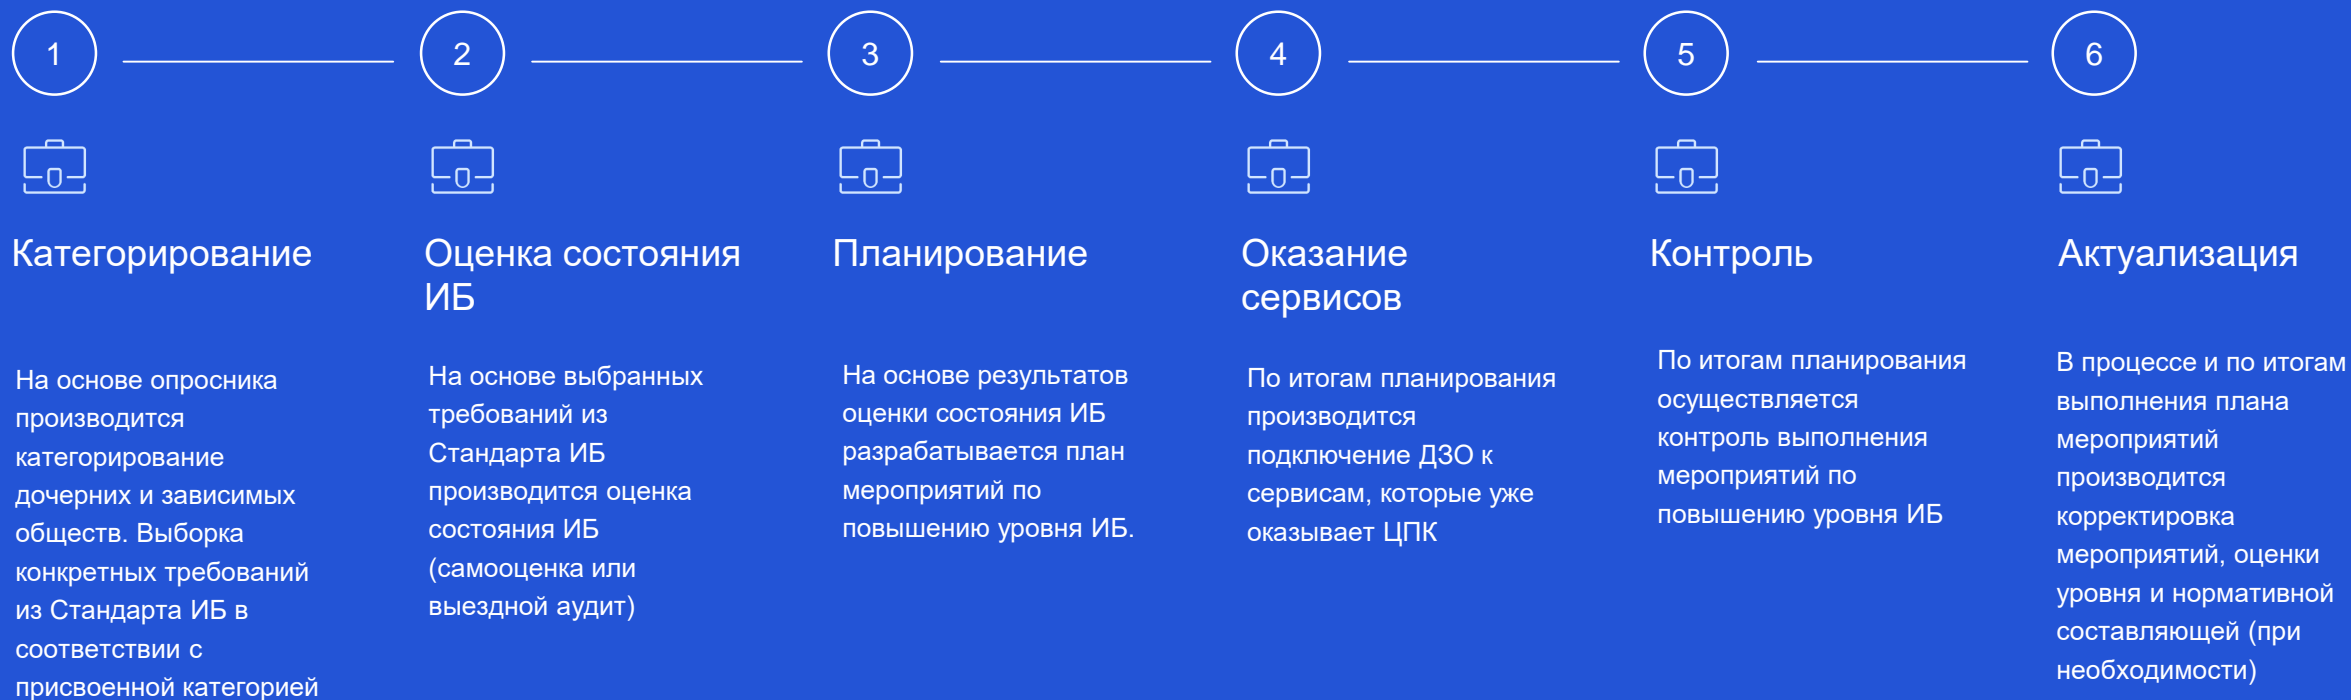 1
2
3
4
5
6
Категорирование
Оценка состояния
ИБ
Планирование
Оказание
сервисов
Контроль
Актуализация
На основе опросника
производится
категорирование
дочерних и зависимых
обществ. Выборка
конкретных требований
из Стандарта ИБ в
соответствии с
присвоенной категорией
На основе выбранных
требований из
Стандарта ИБ
производится оценка
состояния ИБ
(самооценка или
выездной аудит)
На основе результатов
оценки состояния ИБ
разрабатывается план
мероприятий по
повышению уровня ИБ.
По итогам планирования
производится
подключение ДЗО к
сервисам, которые уже
оказывает ЦПК
По итогам планирования
осуществляется
контроль выполнения
мероприятий по
повышению уровня ИБ
В процессе и по итогам
выполнения плана
мероприятий
производится
корректировка
мероприятий, оценки
уровня и нормативной
составляющей (при
необходимости)